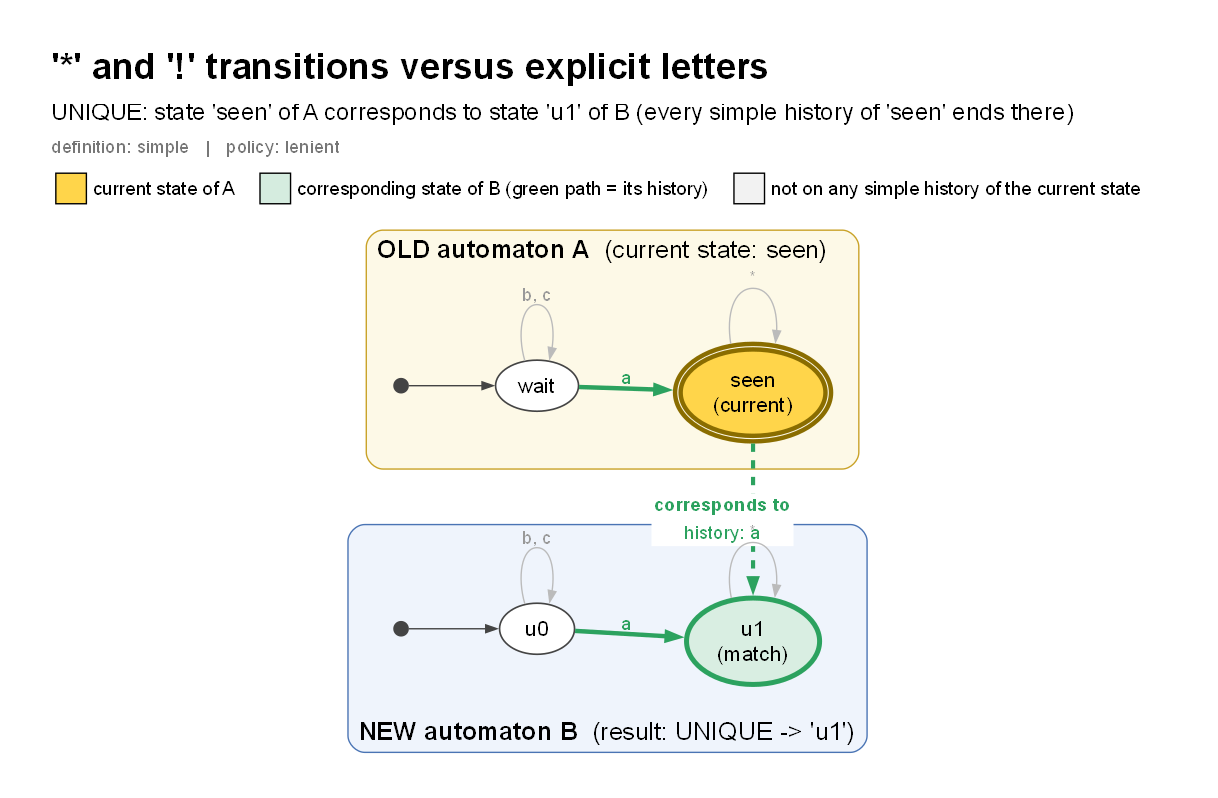 '*' and '!' transitions versus explicit letters
UNIQUE: state 'seen' of A corresponds to state 'u1' of B (every simple history of 'seen' ends there)
definition: simple | policy: lenient
current state of A
corresponding state of B (green path = its history)
not on any simple history of the current state
OLD automaton A (current state: seen)
*
b, c
wait
a
seen
(current)
corresponds to
history: a
*
b, c
u0
a
u1
(match)
NEW automaton B (result: UNIQUE -> 'u1')